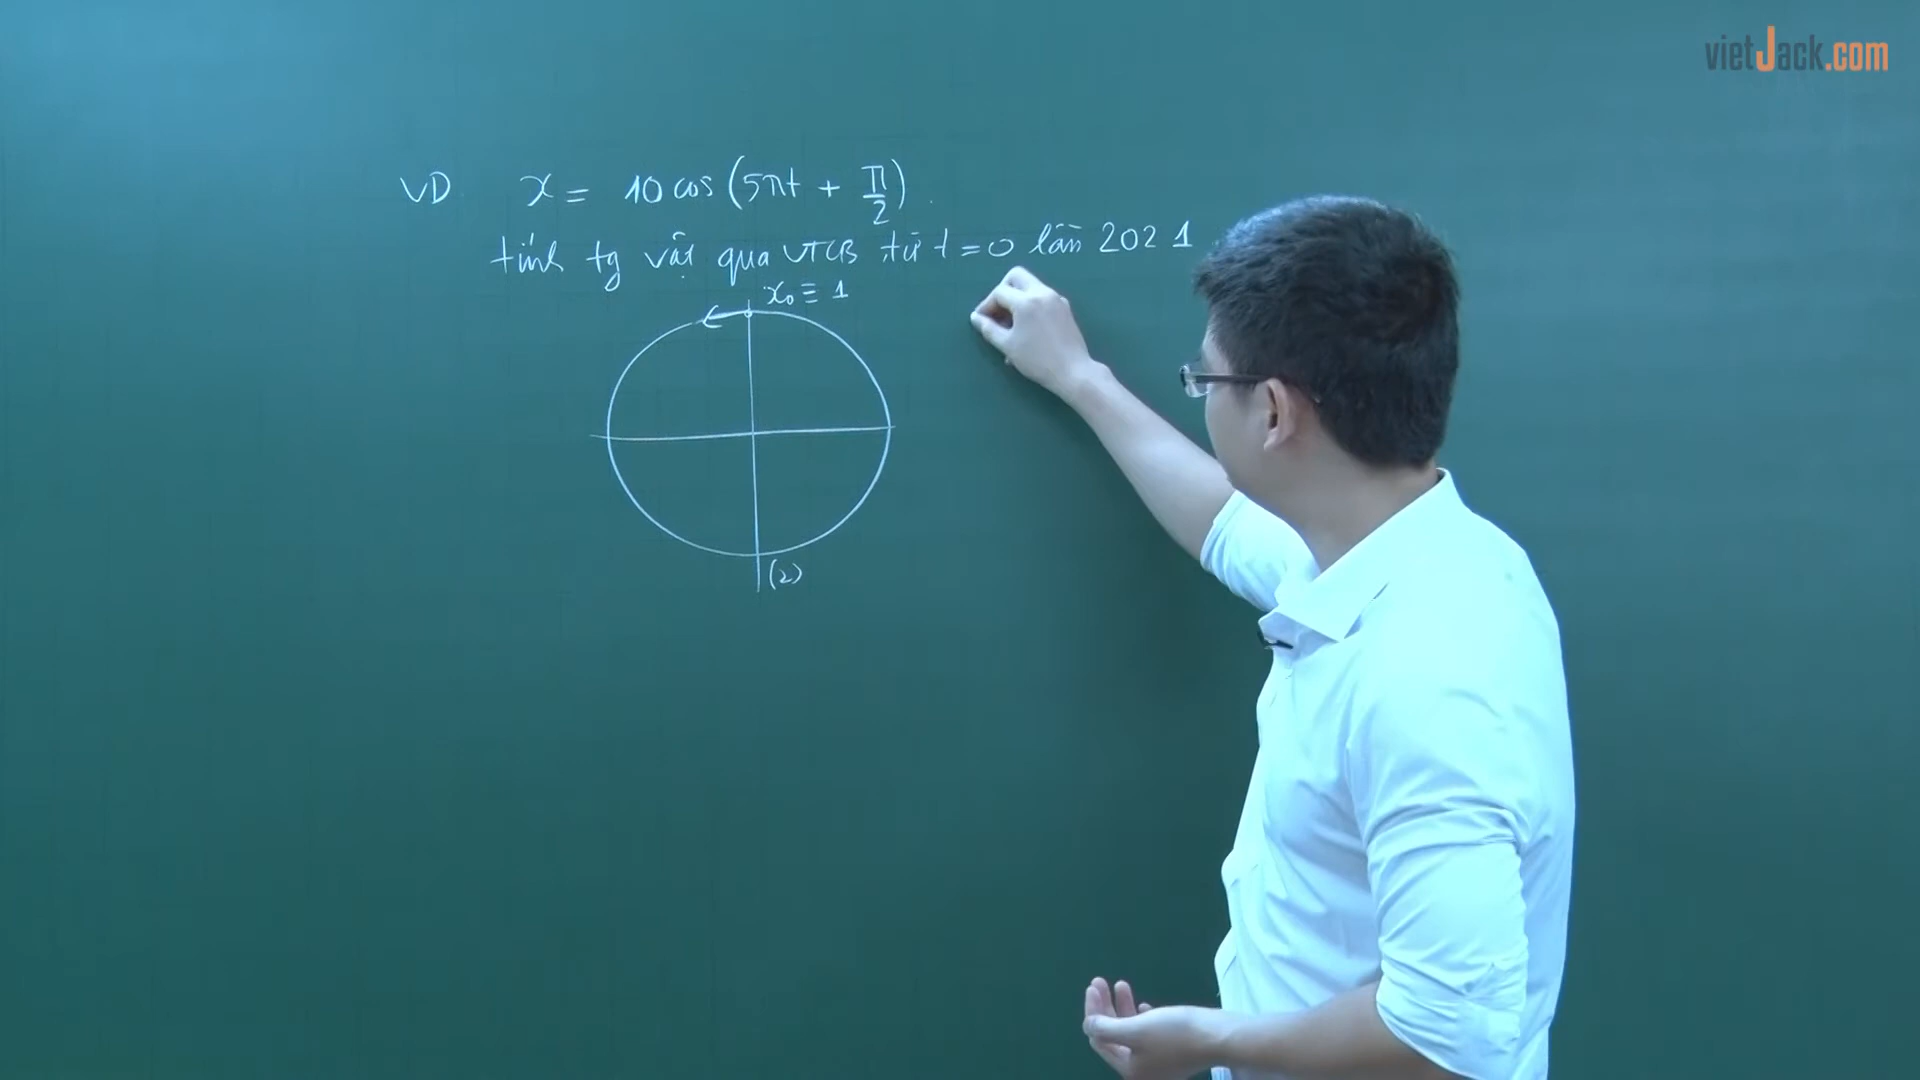 vietJack.com
VD x = 10 cos (5πt + π/2).
tính tg vật qua VTCB từ t = 0 lần 2021
x₀ ≡ 1
(2)